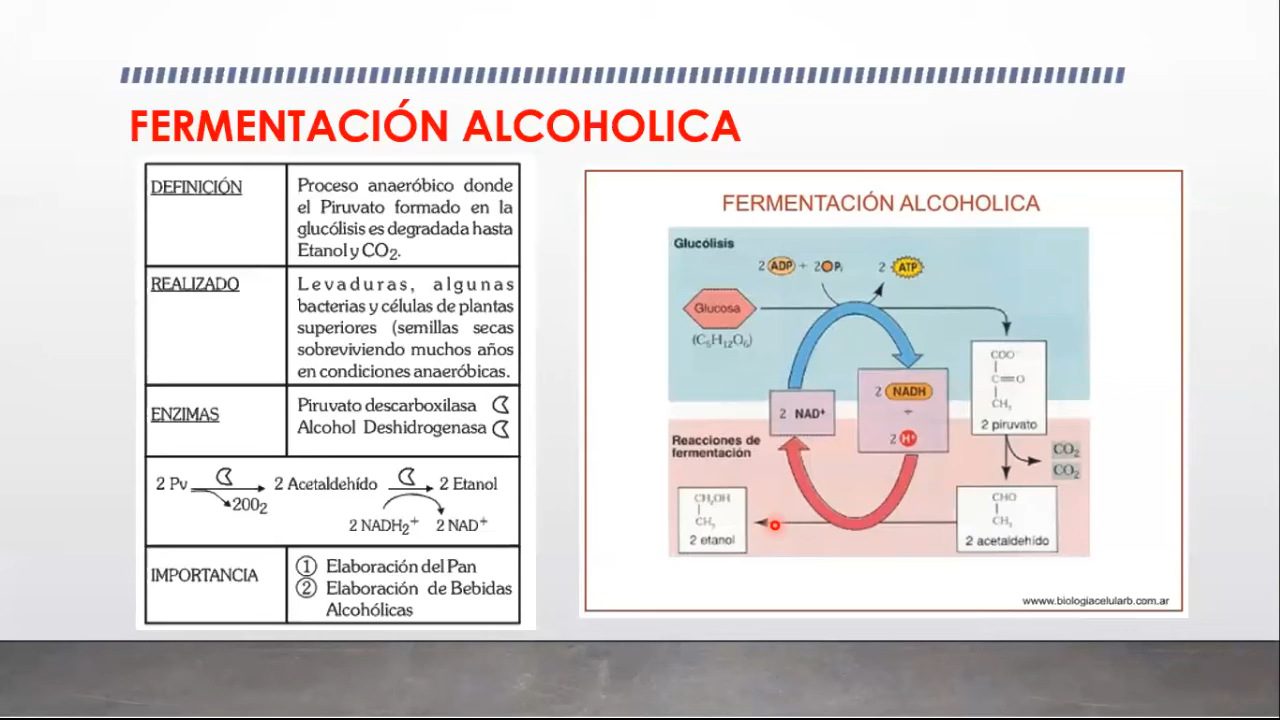 FERMENTACIÓN ALCOHOLICA
DEFINICIÓN
Proceso anaeróbico donde
el Piruvato formado en la
glucólisis es degradada hasta
Etanol y CO2.
REALIZADO
Levaduras, algunas
bacterias y células de plantas
superiores (semillas secas
sobreviviendo muchos años
en condiciones anaeróbicas.
ENZIMAS
Piruvato descarboxilasa
Alcohol Deshidrogenasa
2 Pv 2 Acetaldehído 2 Etanol
2002
2 NADH2+ 2 NAD+
IMPORTANCIA
1 Elaboración del Pan
2 Elaboración de Bebidas
Alcohólicas
FERMENTACIÓN ALCOHOLICA
Glucólisis
2 ADP + 2 Pi 2 ATP
Glucosa
(C6H12O6)
COO-
C=O
CH3
2 piruvato
2 NADH
+
2 H+
2 NAD+
Reacciones de
fermentación
CO2
CO2
CH2OH
CH3
2 etanol
CHO
CH3
2 acetaldehído
wwww.biologiacelularb.com.ar